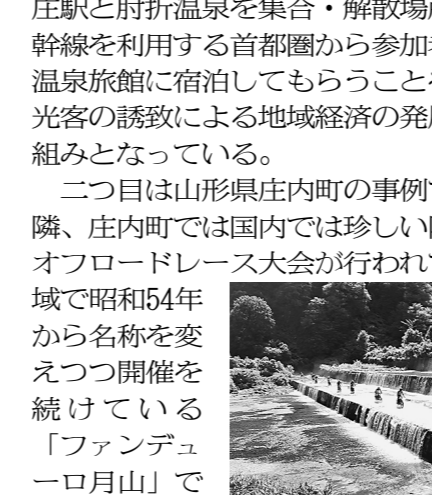 庄駅と肘折温泉を集合・解散場
幹線を利用する首都圏から参加
温泉旅館に宿泊してもらうこと
光客の誘致による地域経済の発
組みとなっている。
二つ目は山形県庄内町の事例
隣、庄内町では国内では珍しい
オフロードレース大会が行われ
域で昭和54年
から名称を変
えつつ開催を
続けている
「ファンデュ
ーロ月山」で